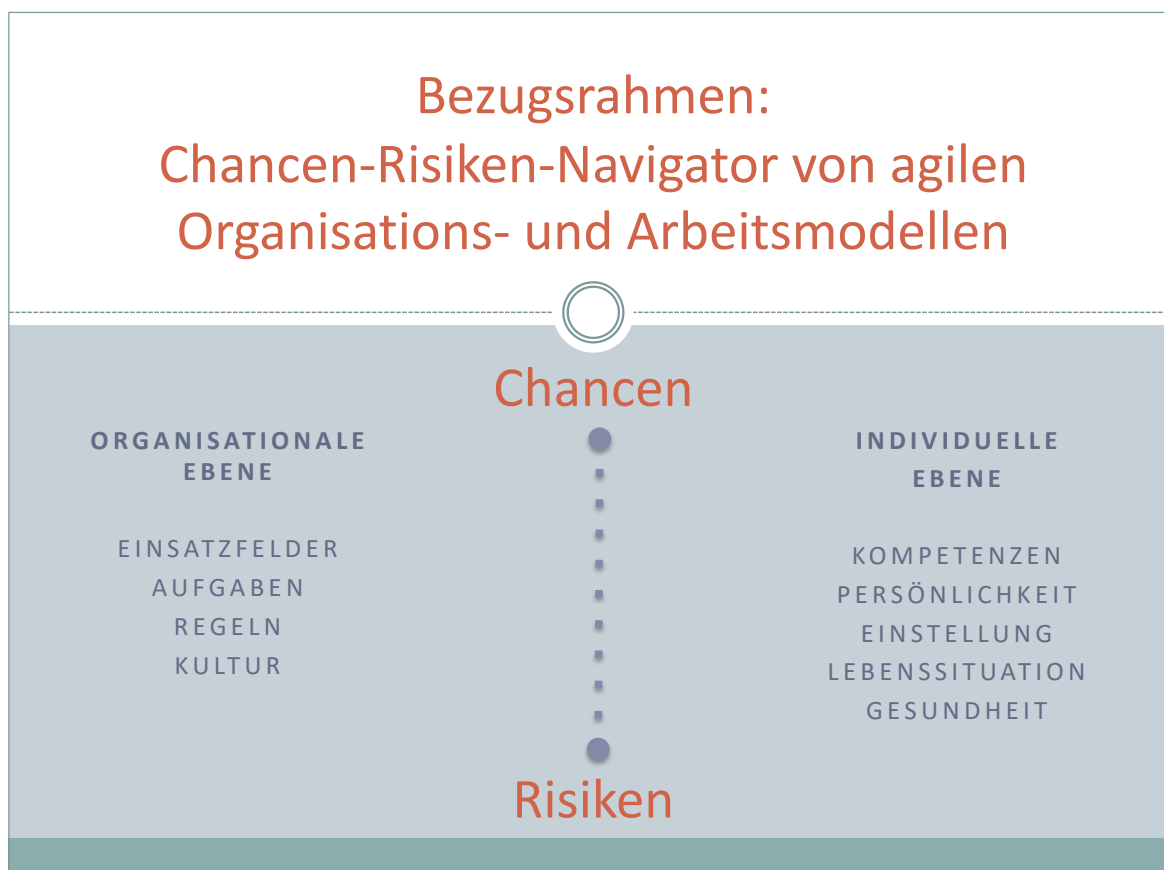 Bezugsrahmen:
Chancen-Risiken-Navigator von agilen
Organisations- und Arbeitsmodellen
Chancen
ORGANISATIONALE
EBENE
EINSATZFELDER
AUFGABEN
REGELN
KULTUR
INDIVIDUELLE
EBENE
KOMPETENZEN
PERSÖNLICHKEIT
EINSTELLUNG
LEBENSSITUATION
GESUNDHEIT
Risiken